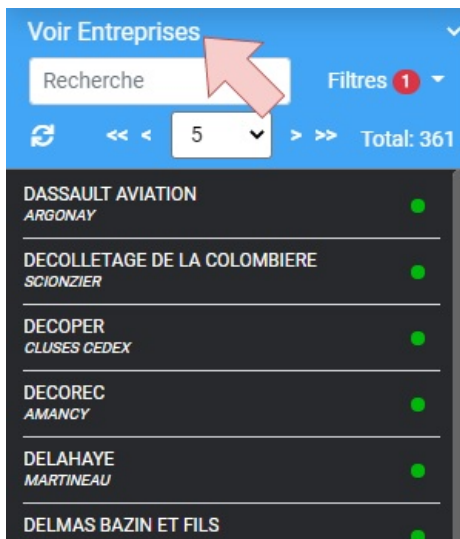 Voir Entreprises
Recherche
Filtres 1
<< < 5 > >> Total: 361
DASSAULT AVIATION
ARGONAY
DECOLLETAGE DE LA COLOMBIERE
SCIONZIER
DECOPER
CLUSES CEDEX
DECOREC
AMANCY
DELAHAYE
MARTINEAU
DELMAS BAZIN ET FILS